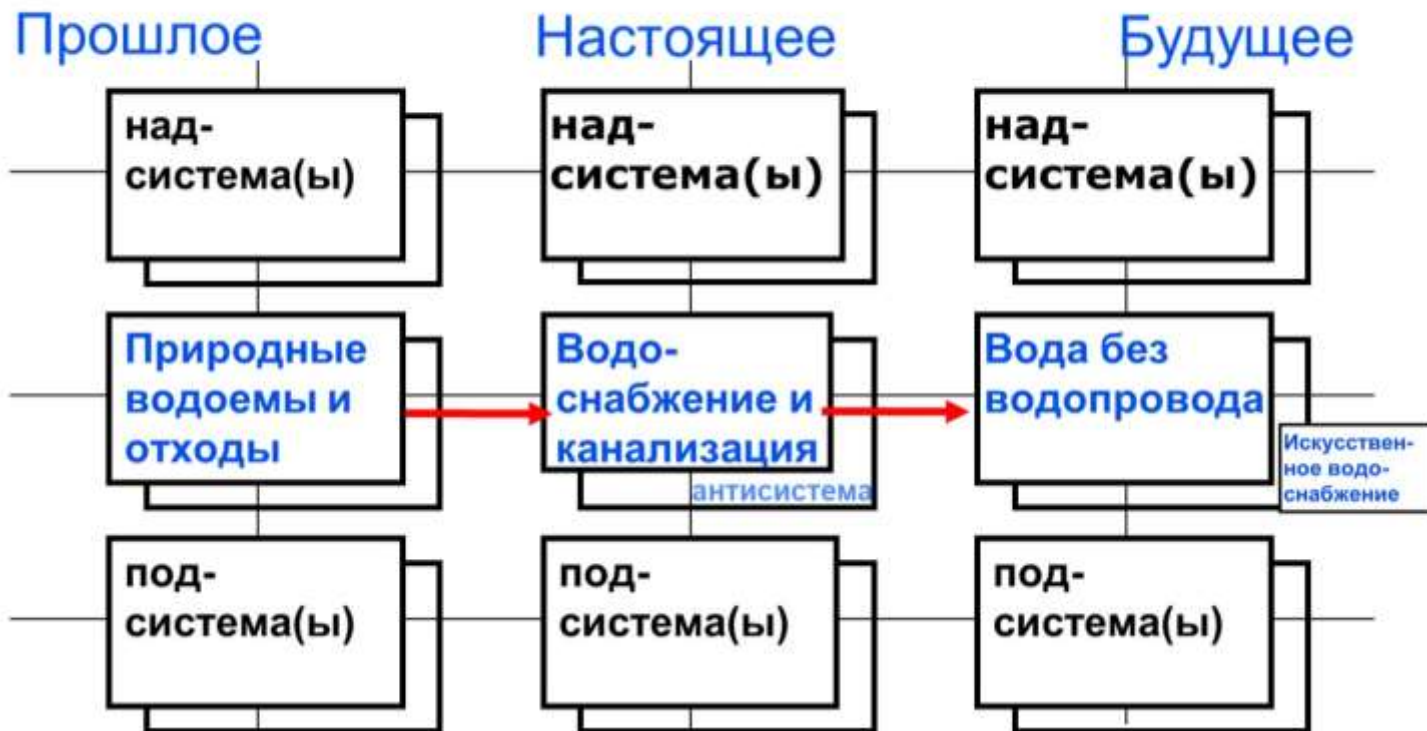 Прошлое
Настоящее
Будущее
над-
система(ы)
над-
система(ы)
над-
система(ы)
Природные
водоемы и
отходы
Водо-
снабжение и
канализация
антисистема
Вода без
водопровода
Искусствен-
ное водо-
снабжение
под-
система(ы)
под-
система(ы)
под-
система(ы)